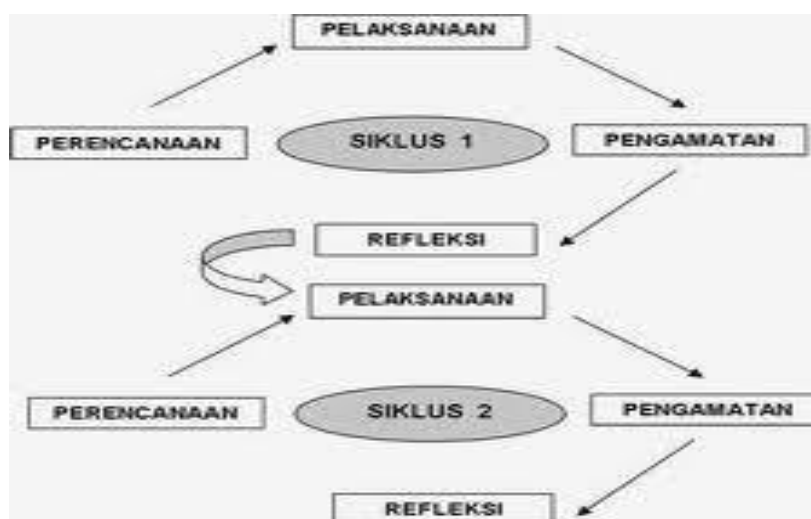 PELAKSANAAN
PERENCANAAN
SIKLUS 1
PENGAMATAN
REFLEKSI
PELAKSANAAN
PERENCANAAN
SIKLUS 2
PENGAMATAN
REFLEKSI